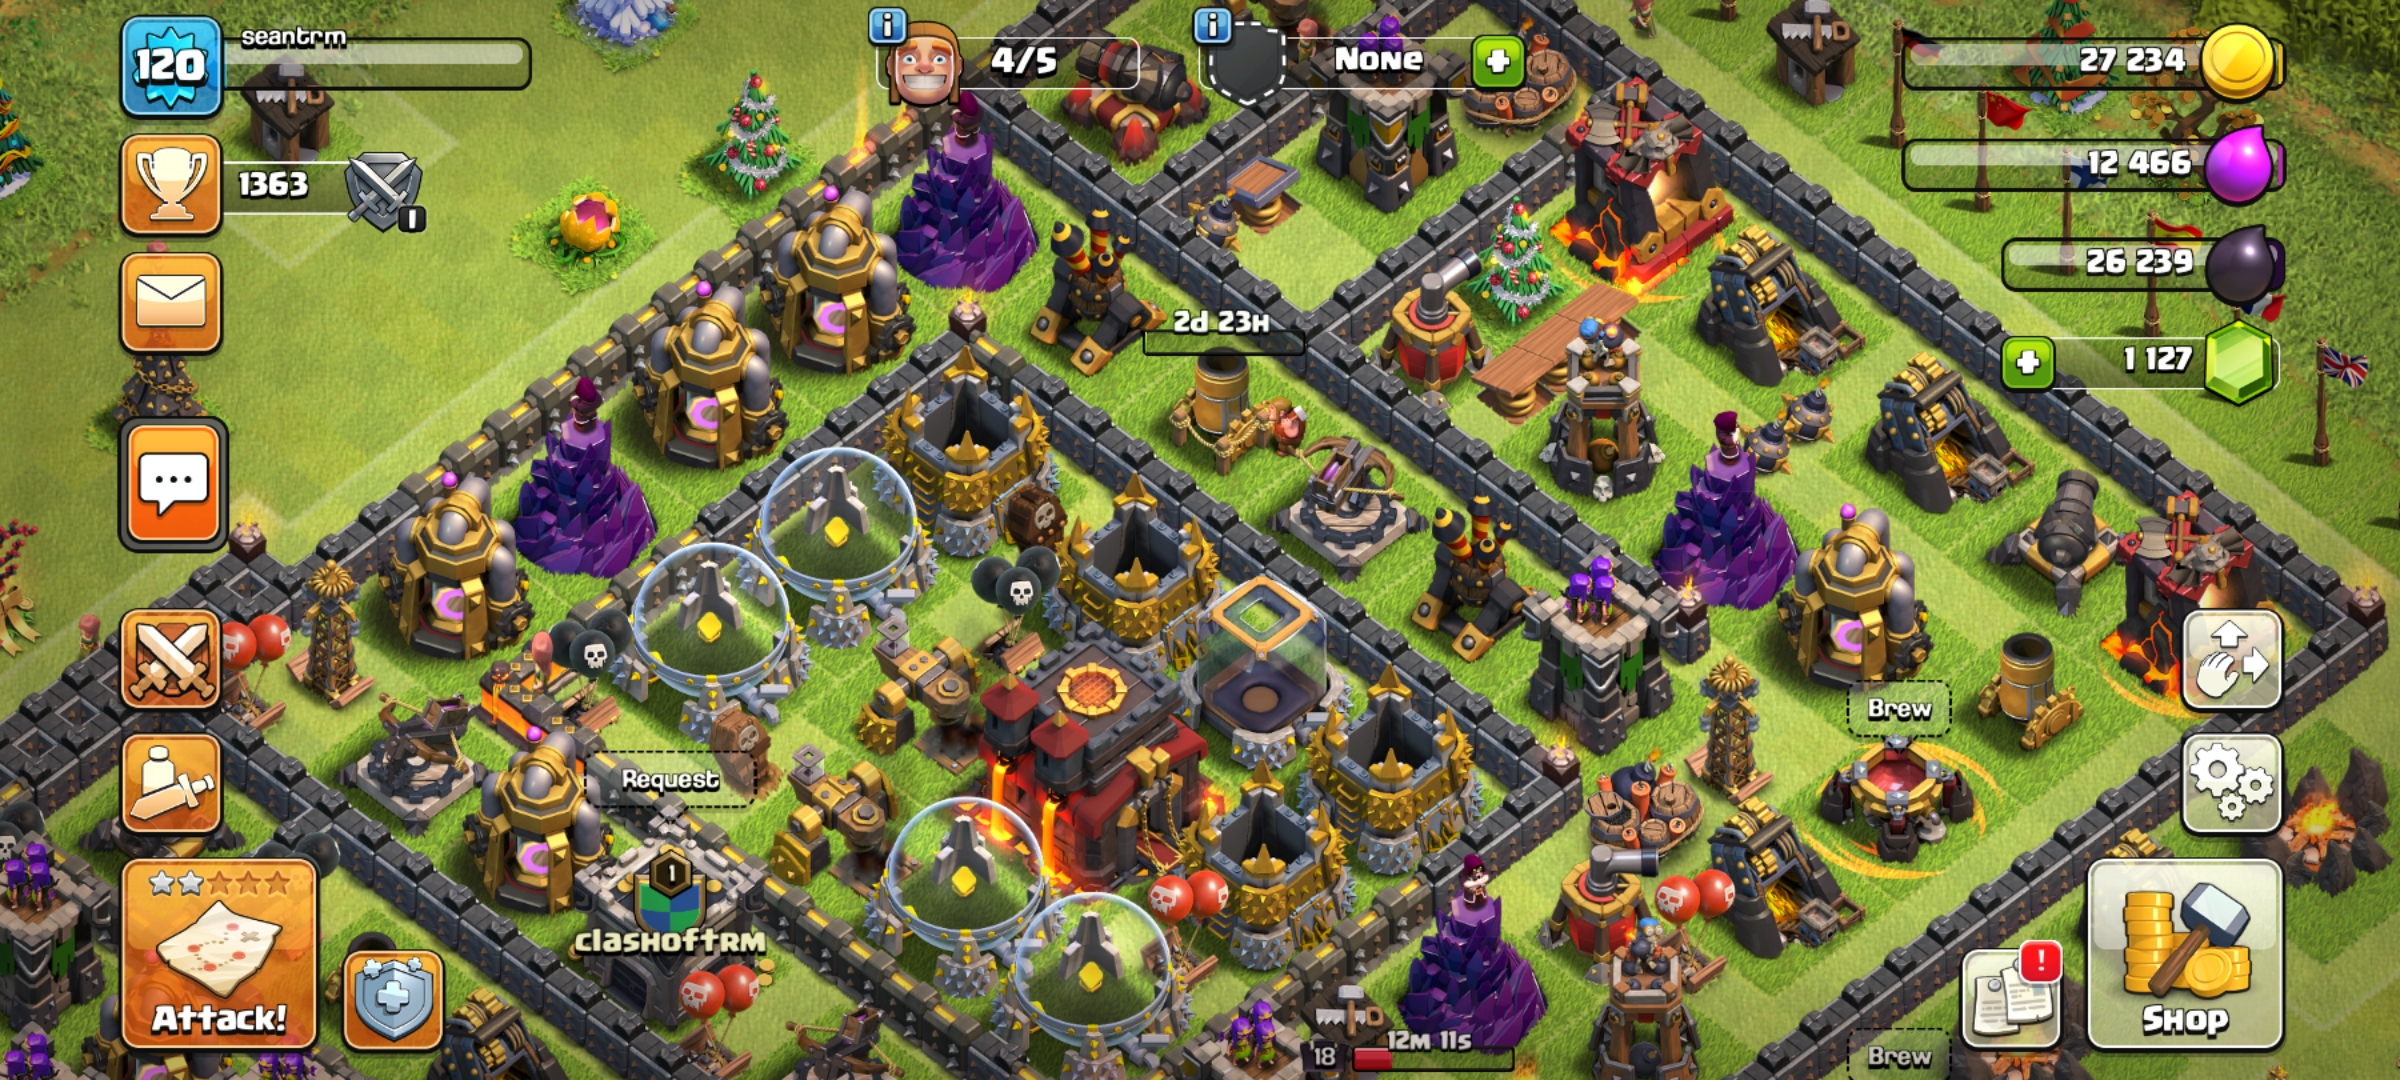 120
seantrm
4/5
None
27 234
1363
I
12 466
26 239
1 127
2d 23H
Brew
Request
1
clashoftrm
Attack!
!
Shop
12M 11S
18
Brew